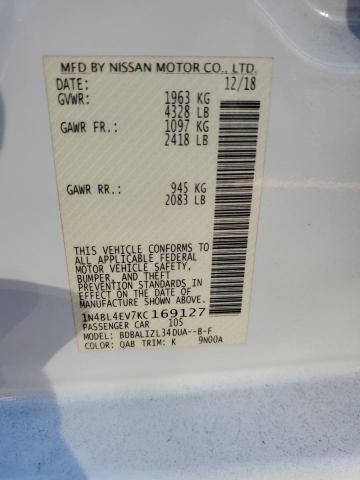 MFD BY NISSAN MOTOR CO., LTD.
DATE: 12/18
GVWR: 1963 KG
4328 LB
GAWR FR.: 1097 KG
2418 LB
GAWR RR.: 945 KG
2083 LB
THIS VEHICLE CONFORMS TO
ALL APPLICABLE FEDERAL
MOTOR VEHICLE SAFETY,
BUMPER, AND THEFT
PREVENTION STANDARDS IN
EFFECT ON THE DATE OF
MANUFACTURE SHOWN ABOVE.
1N4BL4EV7KC169127
PASSENGER CAR 105
MODEL: BDBALIZL34DUA--B-F
COLOR: QAB TRIM: K 9N00A